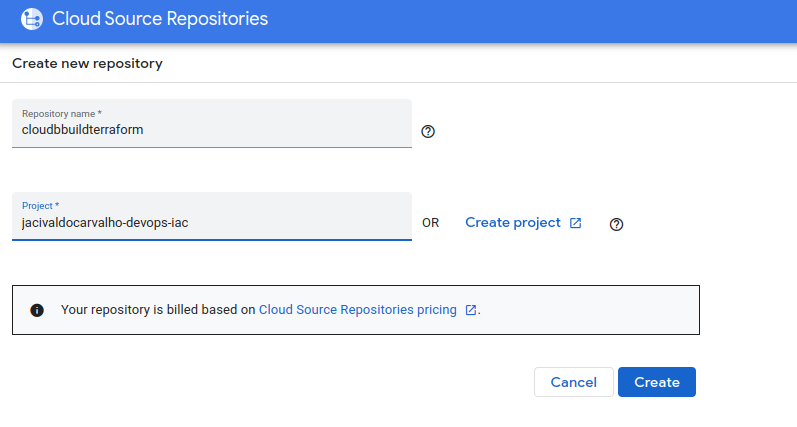 Cloud Source Repositories
Create new repository
Repository name *
cloudbbuildterraform
Project *
jacivaldocarvalho-devops-iac
OR
Create project
Your repository is billed based on Cloud Source Repositories pricing .
Cancel
Create